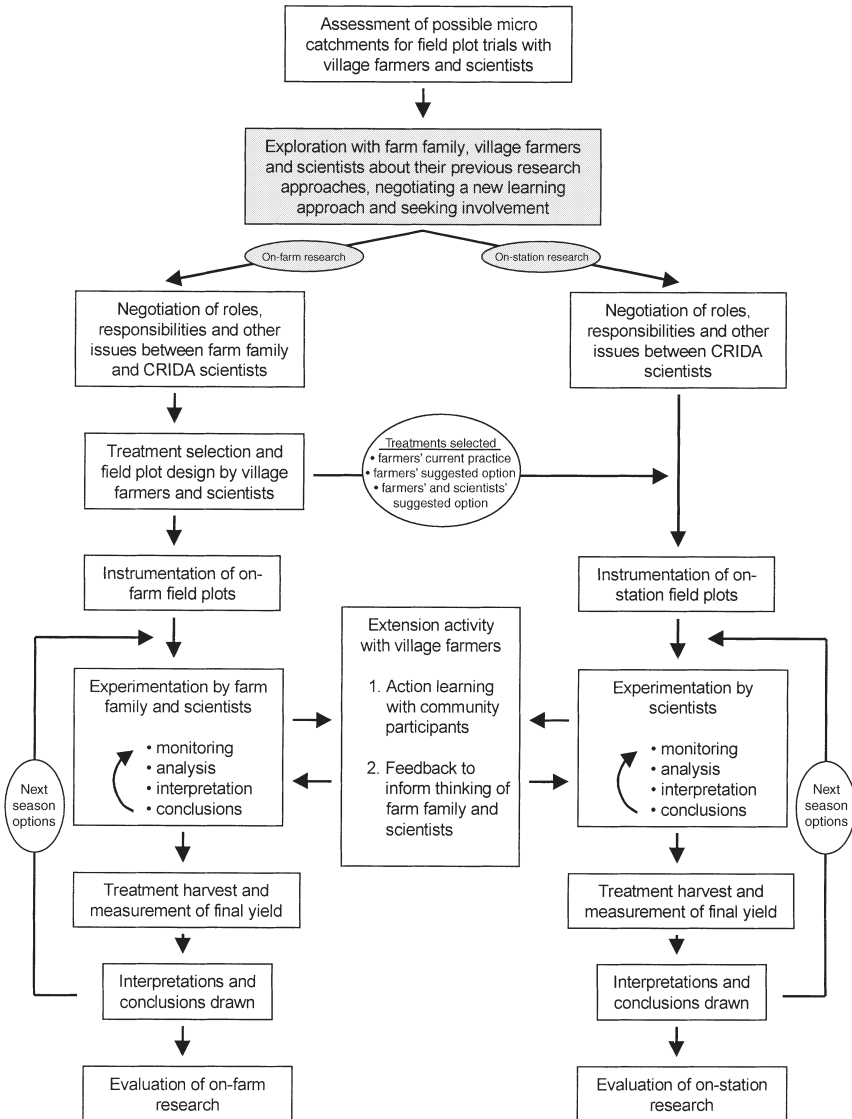 Assessment of possible micro
catchments for field plot trials with
village farmers and scientists
Exploration with farm family, village farmers
and scientists about their previous research
approaches, negotiating a new learning
approach and seeking involvement
On-farm research
On-station research
Negotiation of roles,
responsibilities and other
issues between farm family
and CRIDA scientists
Negotiation of roles,
responsibilities and other
issues between CRIDA
scientists
Treatment selection and
field plot design by village
farmers and scientists
Treatments selected
• farmers' current practice
• farmers' suggested option
• farmers' and scientists'
suggested option
Instrumentation of on-
farm field plots
Instrumentation of on-
station field plots
Extension activity
with village farmers
1. Action learning
with community
participants
2. Feedback to
inform thinking of
farm family and
scientists
Experimentation by farm
family and scientists
• monitoring
• analysis
• interpretation
• conclusions
Experimentation by
scientists
• monitoring
• analysis
• interpretation
• conclusions
Next
season
options
Next
season
options
Treatment harvest and
measurement of final yield
Treatment harvest and
measurement of final yield
Interpretations and
conclusions drawn
Interpretations and
conclusions drawn
Evaluation of on-farm
research
Evaluation of on-station
research